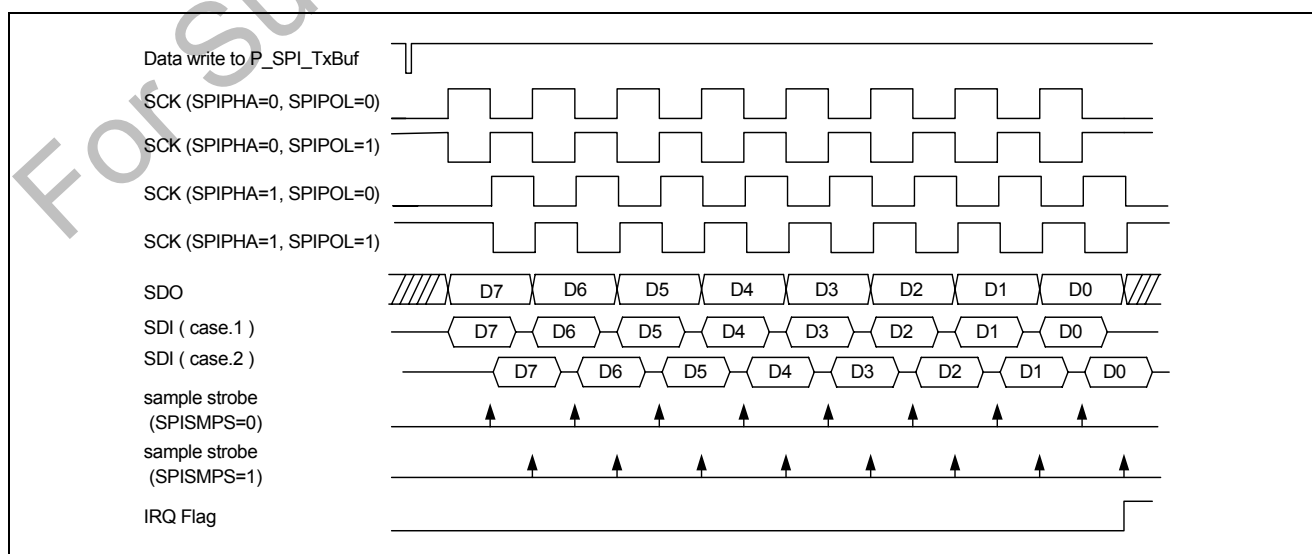 For Su
Data write to P_SPI_TxBuf
SCK (SPIPHA=0, SPIPOL=0)
SCK (SPIPHA=0, SPIPOL=1)
SCK (SPIPHA=1, SPIPOL=0)
SCK (SPIPHA=1, SPIPOL=1)
SDO D7 D6 D5 D4 D3 D2 D1 D0
SDI ( case.1 ) D7 D6 D5 D4 D3 D2 D1 D0
SDI ( case.2 ) D7 D6 D5 D4 D3 D2 D1 D0
sample strobe
(SPISMPS=0)
sample strobe
(SPISMPS=1)
IRQ Flag